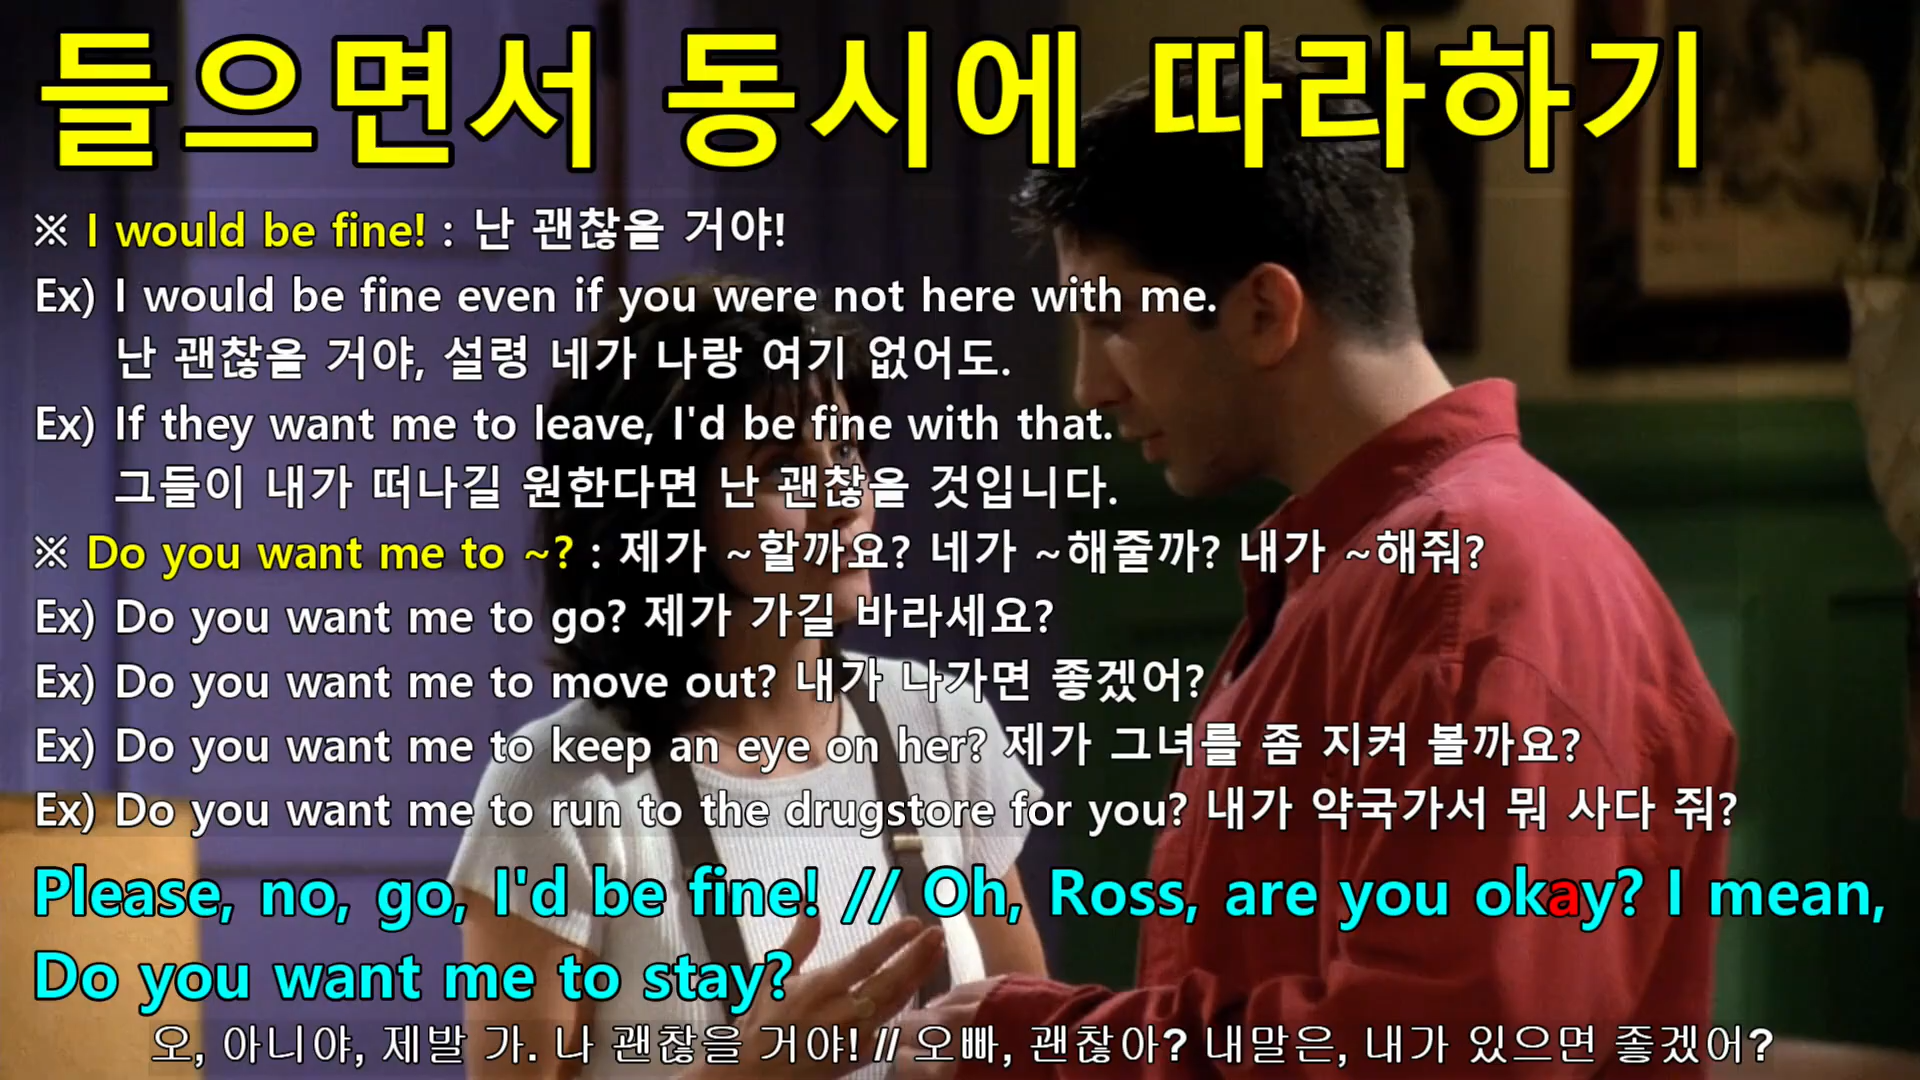 들으면서 동시에 따라하기
※ I would be fine! : 난 괜찮을 거야!
Ex) I would be fine even if you were not here with me.
난 괜찮을 거야, 설령 네가 나랑 여기 없어도.
Ex) If they want me to leave, I'd be fine with that.
그들이 내가 떠나길 원한다면 난 괜찮을 것입니다.
※ Do you want me to ~? : 제가 ~할까요? 네가 ~해줄까? 내가 ~해줘?
Ex) Do you want me to go? 제가 가길 바라세요?
Ex) Do you want me to move out? 내가 나가면 좋겠어?
Ex) Do you want me to keep an eye on her? 제가 그녀를 좀 지켜 볼까요?
Ex) Do you want me to run to the drugstore for you? 내가 약국가서 뭐 사다 줘?
Please, no, go, I'd be fine! // Oh, Ross, are you okay? I mean,
Do you want me to stay?
오, 아니야, 제발 가. 나 괜찮을 거야! // 오빠, 괜찮아? 내말은, 내가 있으면 좋겠어?